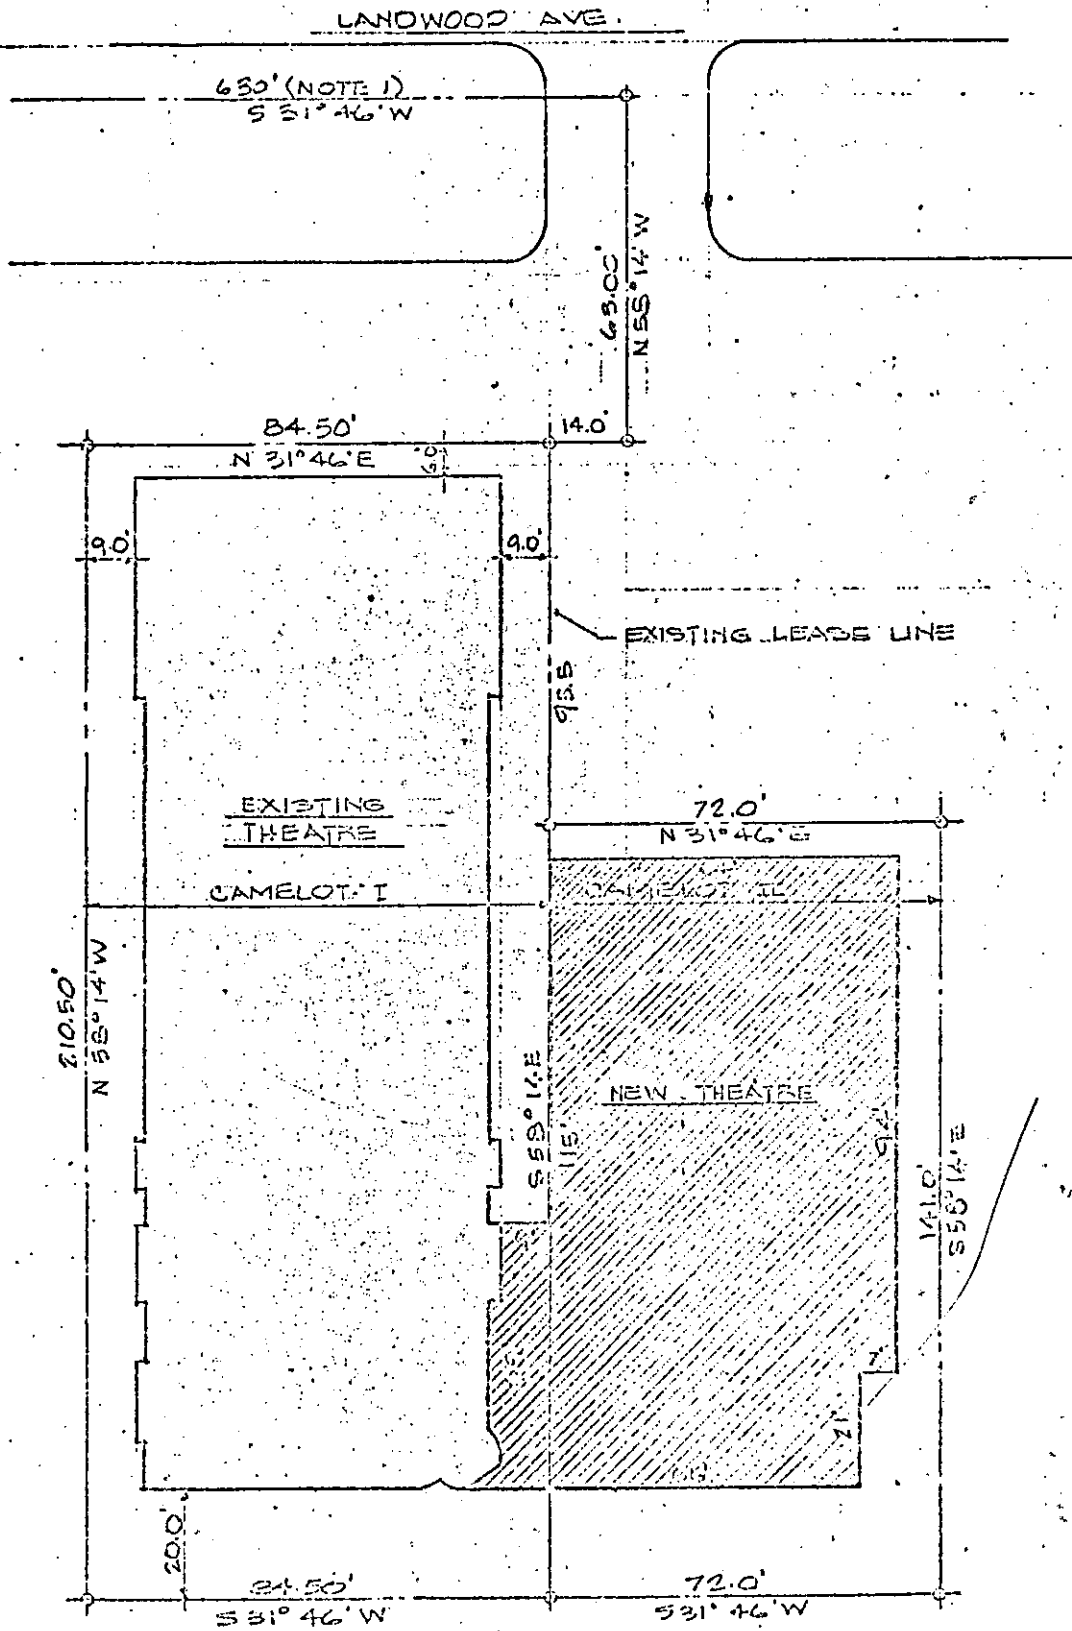 LANDWOOD AVE.
630' (NOTE 1)
S 31° 46' W
63.00'
N 58° 14' W
84.50'
14.0'
N 31° 46' E
6.0'
9.0'
9.0'
EXISTING LEASE LINE
95.5
EXISTING
THEATRE
72.0'
N 31° 46' E
CAMELOT I
CAMELOT II
210.50'
N 58° 14' W
S 58° 14' E
115'
NEW THEATRE
141.0'
S 58° 14' E
7'
21'
20.0'
84.50'
S 31° 46' W
72.0'
S 31° 46' W